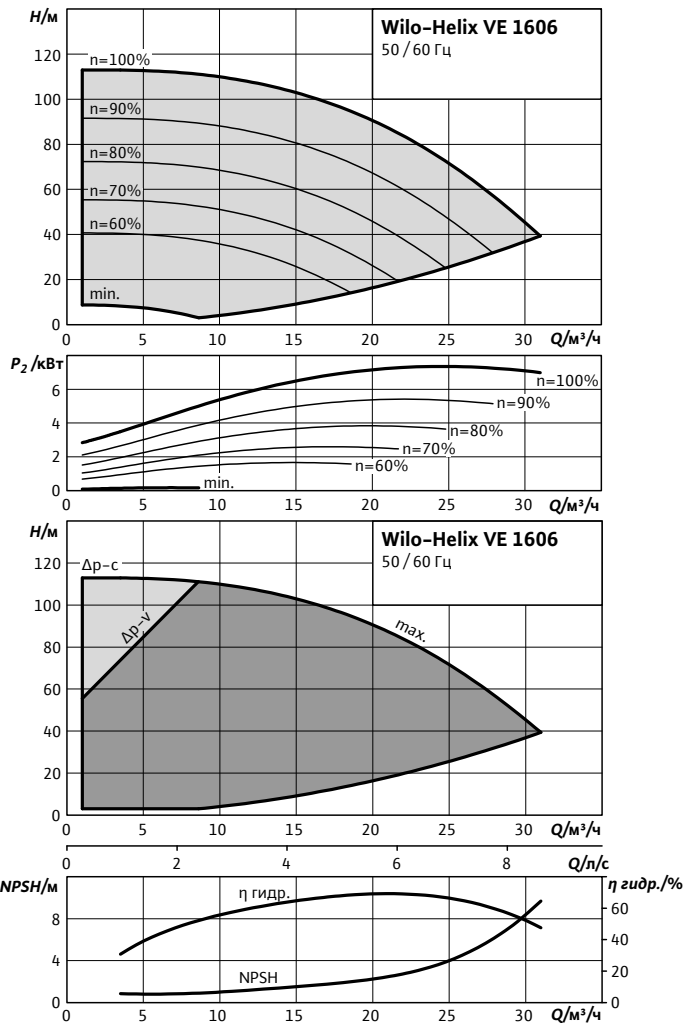 H/м
Wilo-Helix VE 1606
50 / 60 Гц
120
100
80
60
40
20
0
n=100%
n=90%
n=80%
n=70%
n=60%
min.
0 5 10 15 20 25 30 Q/м³/ч
P₂ /кВт
6
4
2
0
n=100%
n=90%
n=80%
n=70%
n=60%
min.
0 5 10 15 20 25 30 Q/м³/ч
H/м
Wilo-Helix VE 1606
50 / 60 Гц
120
100
80
60
40
20
0
Δp-c
Δp-v
max.
0 5 10 15 20 25 30 Q/м³/ч
0 2 4 6 8 Q/л/с
NPSH/м
η гидр./%
8
4
0
η гидр.
NPSH
60
40
20
0
0 5 10 15 20 25 30 Q/м³/ч